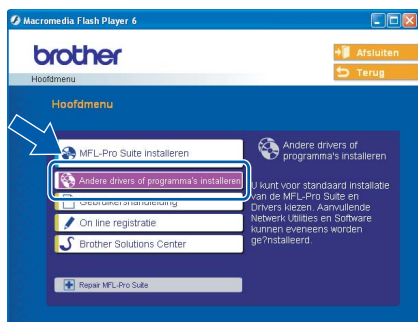 Macromedia Flash Player 6
brother
Afsluiten
Terug
Hoofdmenu
Hoofdmenu
MFL-Pro Suite installeren
Andere drivers of programma's installeren
Gebruikershandleiding
On line registratie
Brother Solutions Center
Repair MFL-Pro Suite
Andere drivers of
programma's installeren
U kunt voor standaard installatie
van de MFL-Pro Suite en
Drivers kiezen. Aanvullende
Netwerk Utilities en Software
kunnen eveneens worden
ge?nstalleerd.